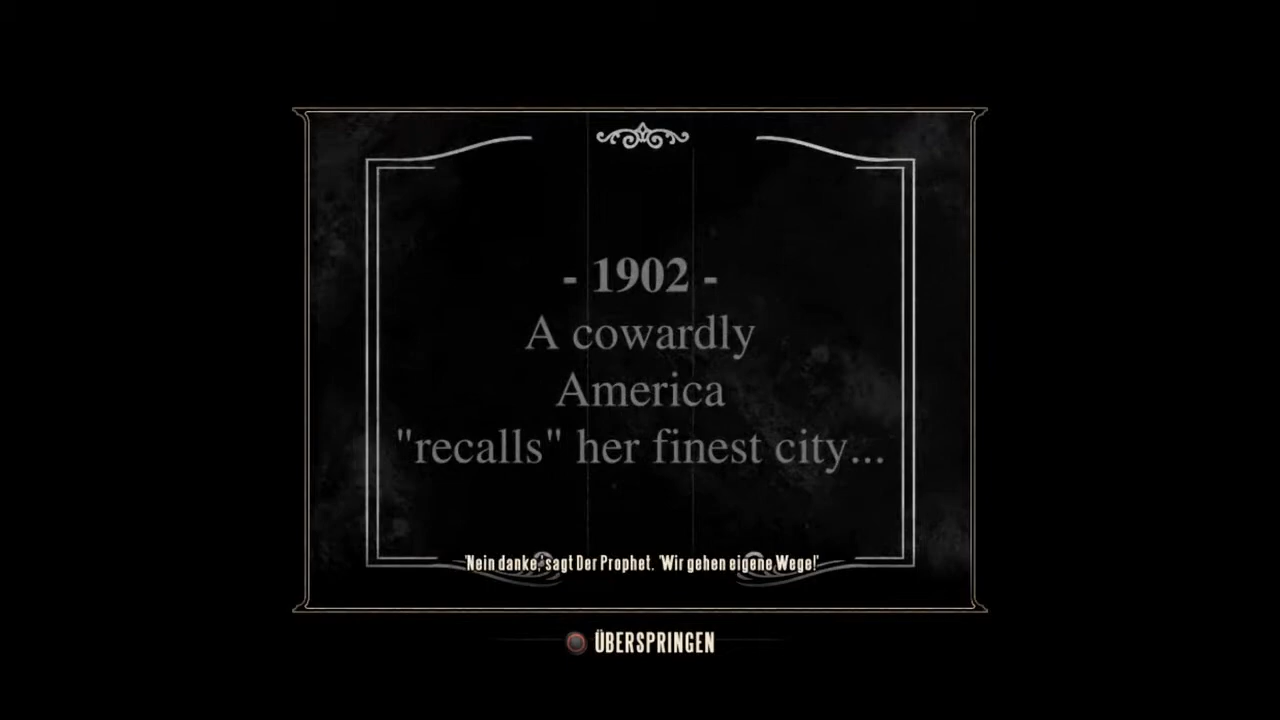 - 1902 -
A cowardly
America
"recalls" her finest city...
'Nein danke,' sagt Der Prophet. 'Wir gehen eigene Wege!'
ÜBERSPRINGEN